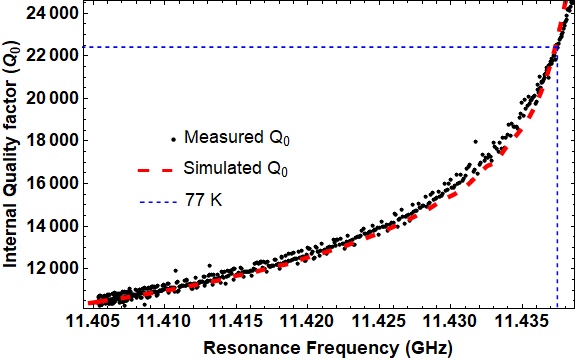 Internal Quality factor (Q0)
24 000
22 000
20 000
18 000
16 000
14 000
12 000
Measured Q0
Simulated Q0
77 K
11.405 11.410 11.415 11.420 11.425 11.430 11.435
Resonance Frequency (GHz)